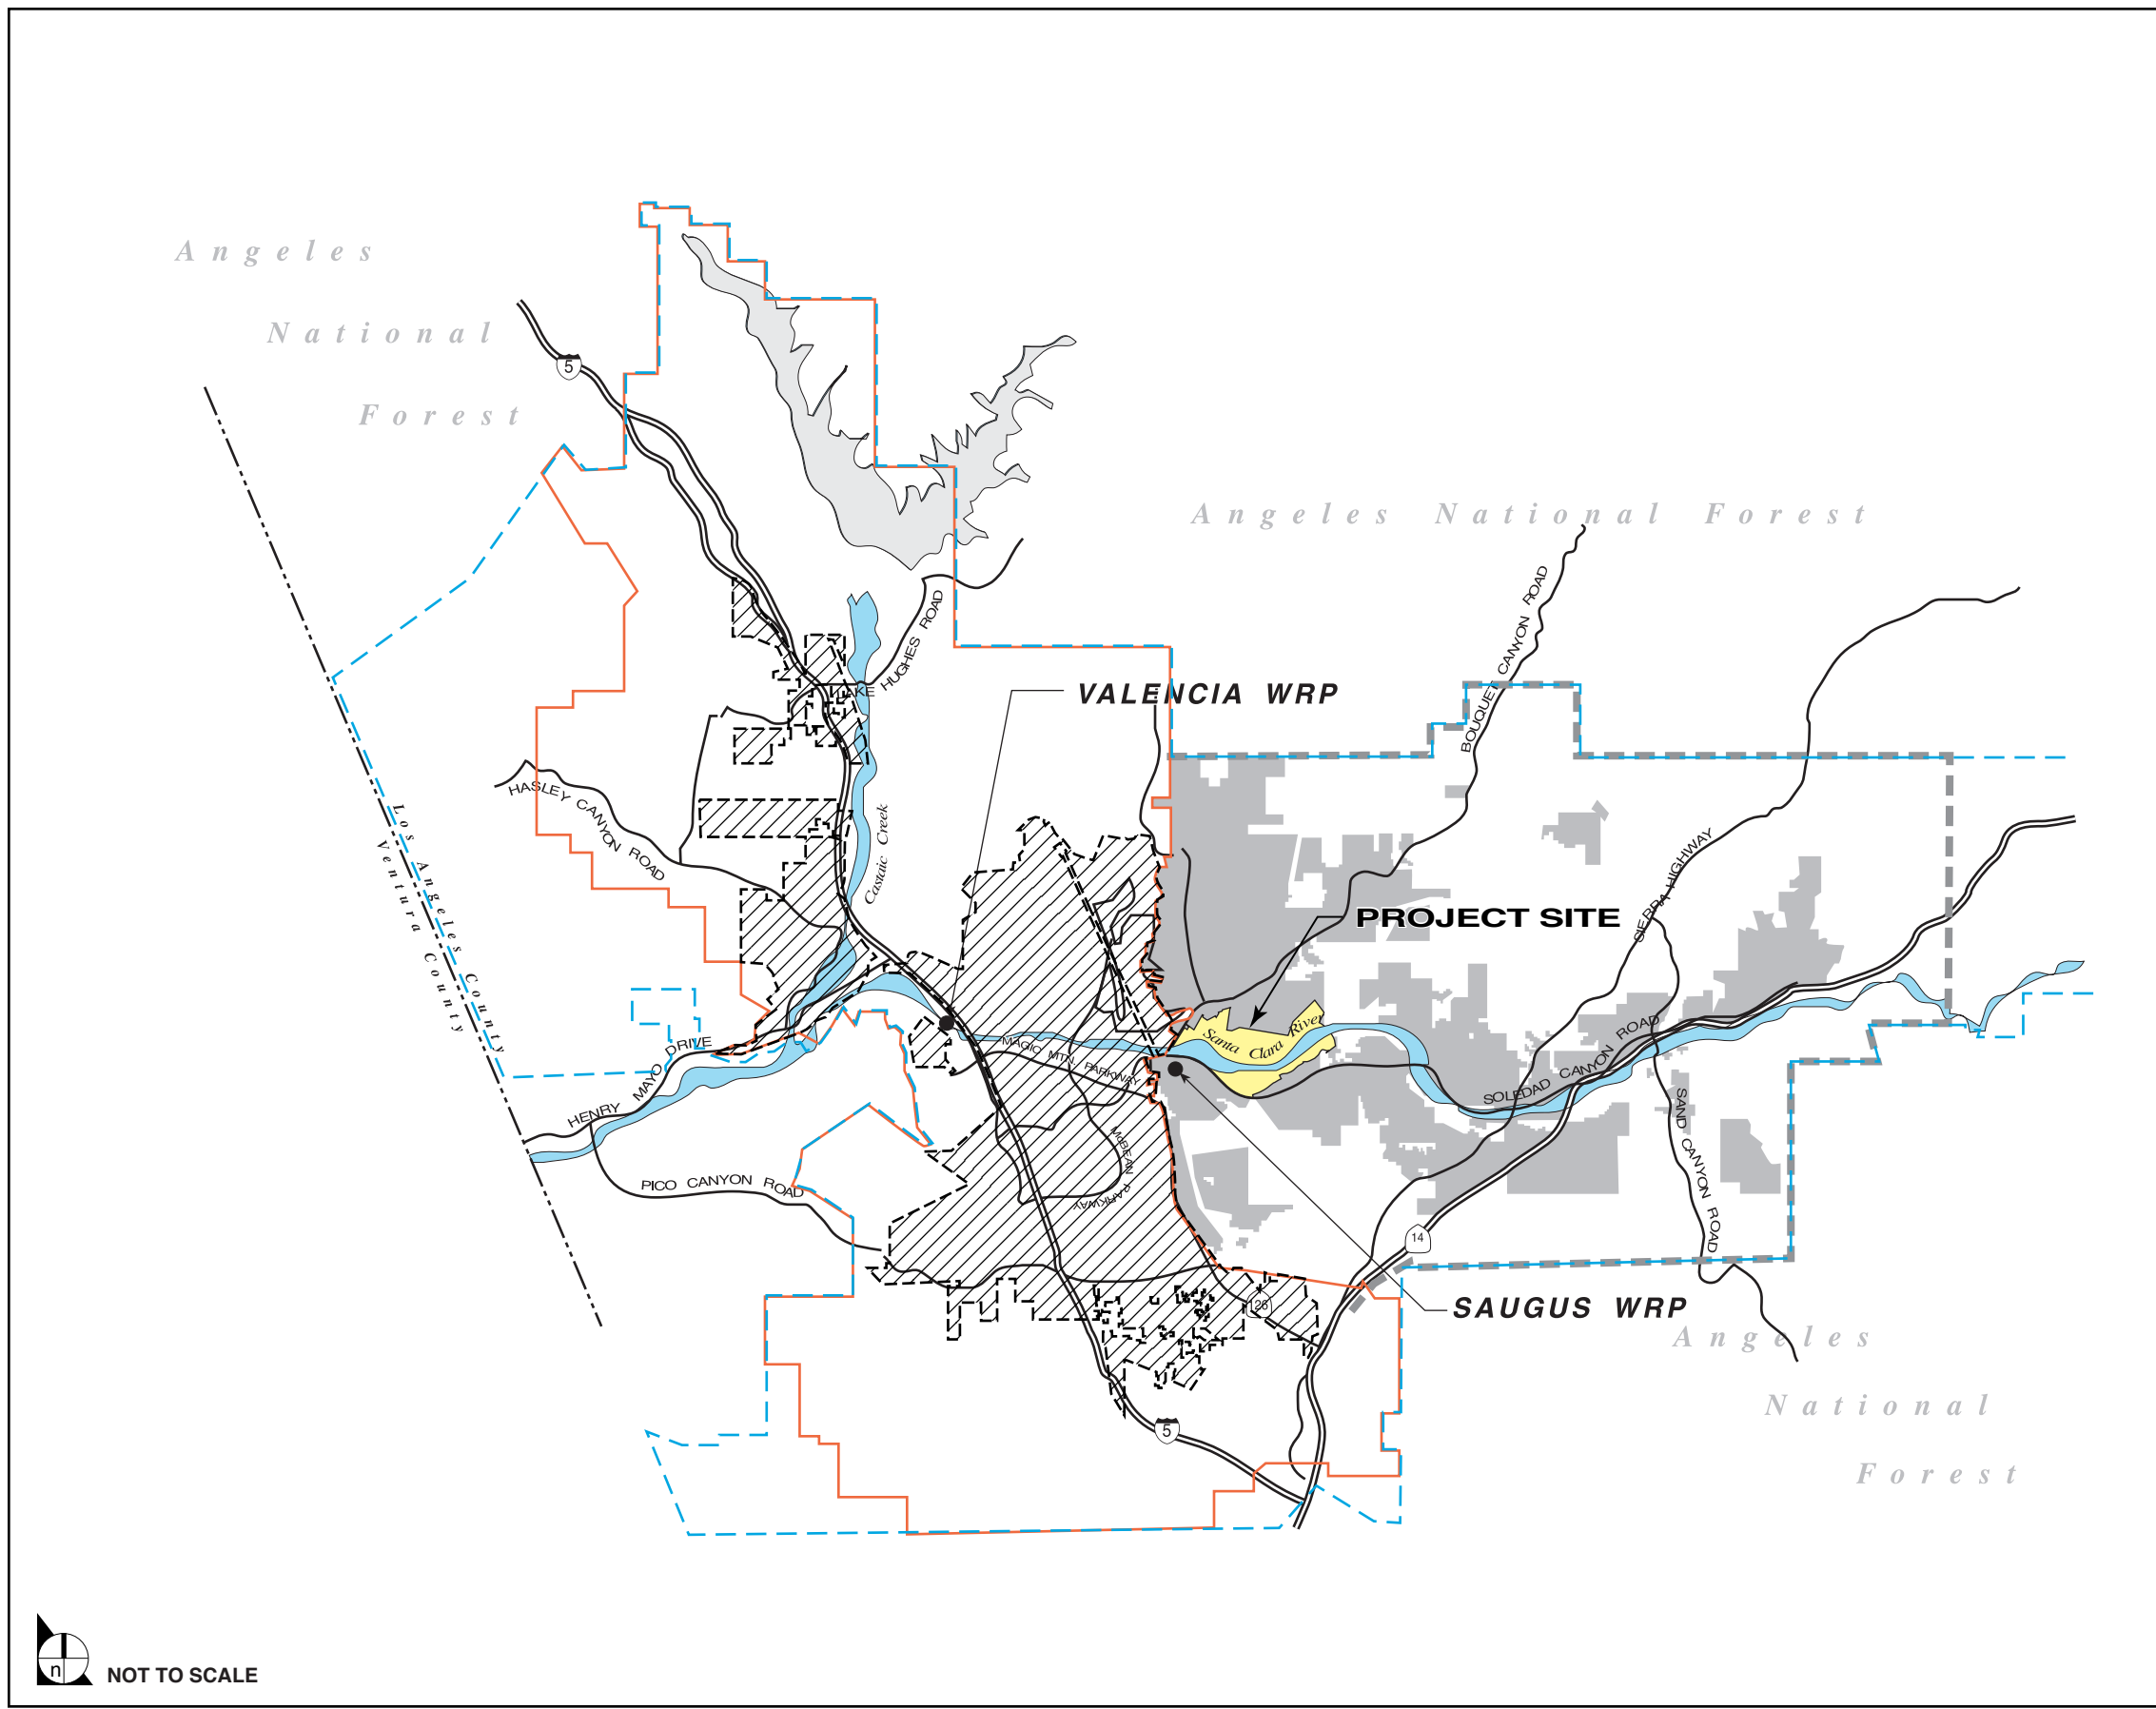 Angeles
National
Forest
5
Angeles National Forest
BOUQUET CANYON ROAD
LAKE HUGHES ROAD
VALENCIA WRP
HASLEY CANYON ROAD
Castaic Creek
Los Angeles County
Ventura County
SIERRA HIGHWAY
PROJECT SITE
Santa Clara River
HENRY MAYO DRIVE
MAGIC MTN. PARKWAY
SOLEDAD CANYON ROAD
SAND CANYON ROAD
McBEAN PARKWAY
PICO CANYON ROAD
14
126
SAUGUS WRP
Angeles
National
Forest
5
n
NOT TO SCALE